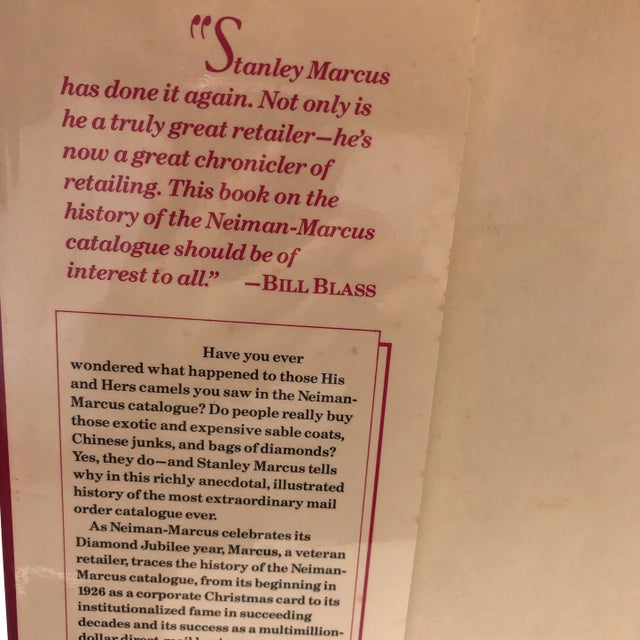 “Stanley Marcus
has done it again. Not only is
he a truly great retailer—he’s
now a great chronicler of
retailing. This book on the
history of the Neiman-Marcus
catalogue should be of
interest to all.” —BILL BLASS
Have you ever
wondered what happened to those His
and Hers camels you saw in the Neiman-
Marcus catalogue? Do people really buy
those exotic and expensive sable coats,
Chinese junks, and bags of diamonds?
Yes, they do—and Stanley Marcus tells
why in this richly anecdotal, illustrated
history of the most extraordinary mail
order catalogue ever.
As Neiman-Marcus celebrates its
Diamond Jubilee year, Marcus, a veteran
retailer, traces the history of the Neiman-
Marcus catalogue, from its beginning in
1926 as a corporate Christmas card to its
institutionalized fame in succeeding
decades and its success as a multimillion-
dollar direct-mail